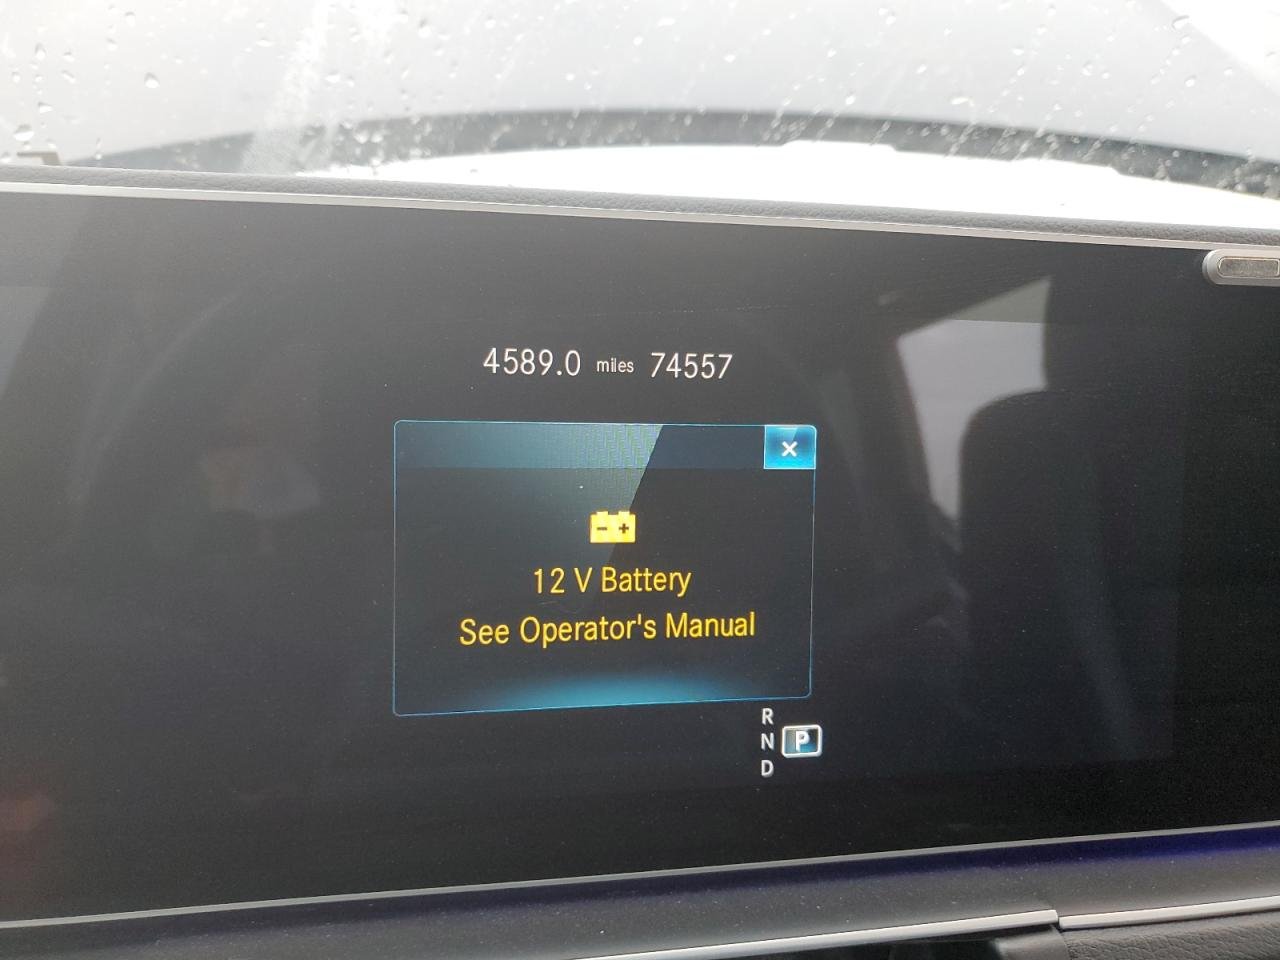 4589.0 miles 74557
×
- +
12 V Battery
See Operator's Manual
R
N P
D